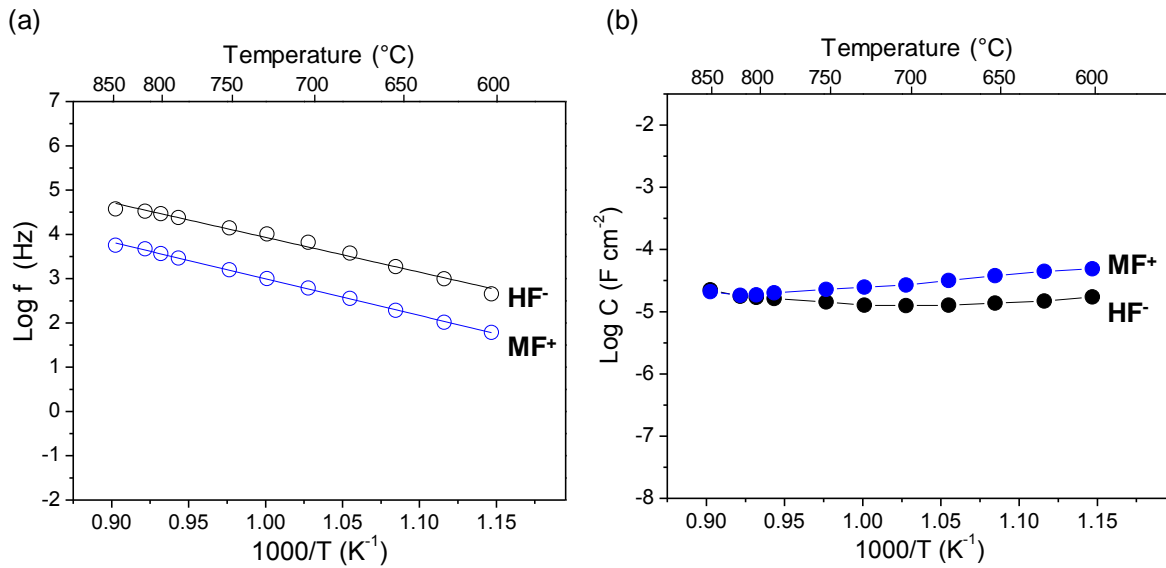 (a)
Temperature (°C)
850 800 750 700 650 600
7
6
5
4
3
2
1
0
-1
-2
Log f (Hz)
HF⁻
MF⁺
0.90 0.95 1.00 1.05 1.10 1.15
1000/T (K⁻¹)
(b)
Temperature (°C)
850 800 750 700 650 600
-2
-3
-4
-5
-6
-7
-8
Log C (F cm⁻²)
MF⁺
HF⁻
0.90 0.95 1.00 1.05 1.10 1.15
1000/T (K⁻¹)